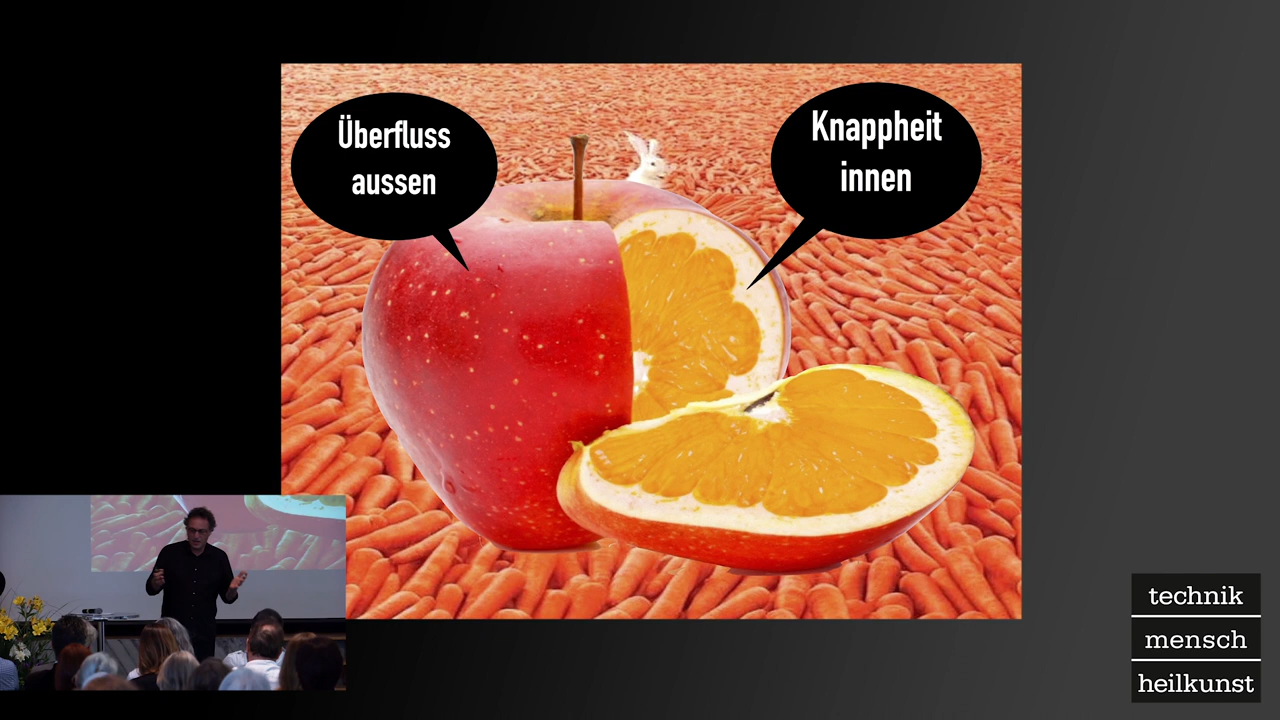 Überfluss
aussen
Knappheit
innen
technik
mensch
heilkunst